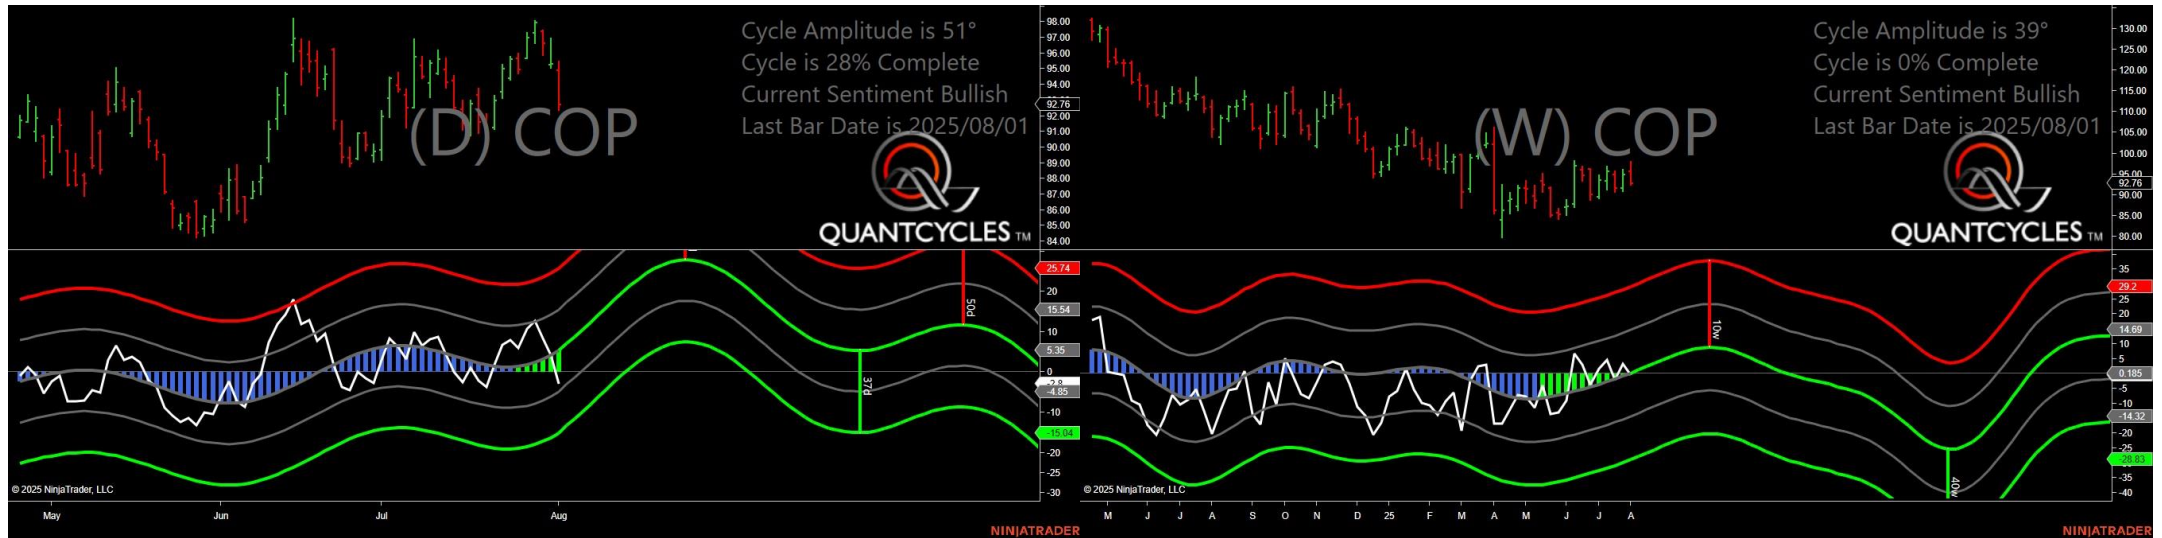 Cycle Amplitude is 51°
Cycle is 28% Complete
Current Sentiment Bullish
Last Bar Date is 2025/08/01
(D) COP
QUANTCYCLES TM
98.00
97.00
96.00
95.00
94.00
92.76
92.00
91.00
90.00
89.00
88.00
87.00
86.00
85.00
84.00
25.74
20
15.54
10
5.35
0
-2.8
-4.85
-10
-15.04
-20
-25
-30
50d
37d
© 2025 NinjaTrader, LLC
May Jun Jul Aug
NINJATRADER
Cycle Amplitude is 39°
Cycle is 0% Complete
Current Sentiment Bullish
Last Bar Date is 2025/08/01
(W) COP
QUANTCYCLES TM
130.00
125.00
120.00
115.00
110.00
105.00
100.00
95.00
92.76
90.00
85.00
80.00
35
29.2
25
20
14.69
10
5
0.185
-5
-10
-14.32
-20
-25
-28.83
-35
-40
10w
40w
© 2025 NinjaTrader, LLC
M J J A S O N D 25 F M A M J J A
NINJATRADER